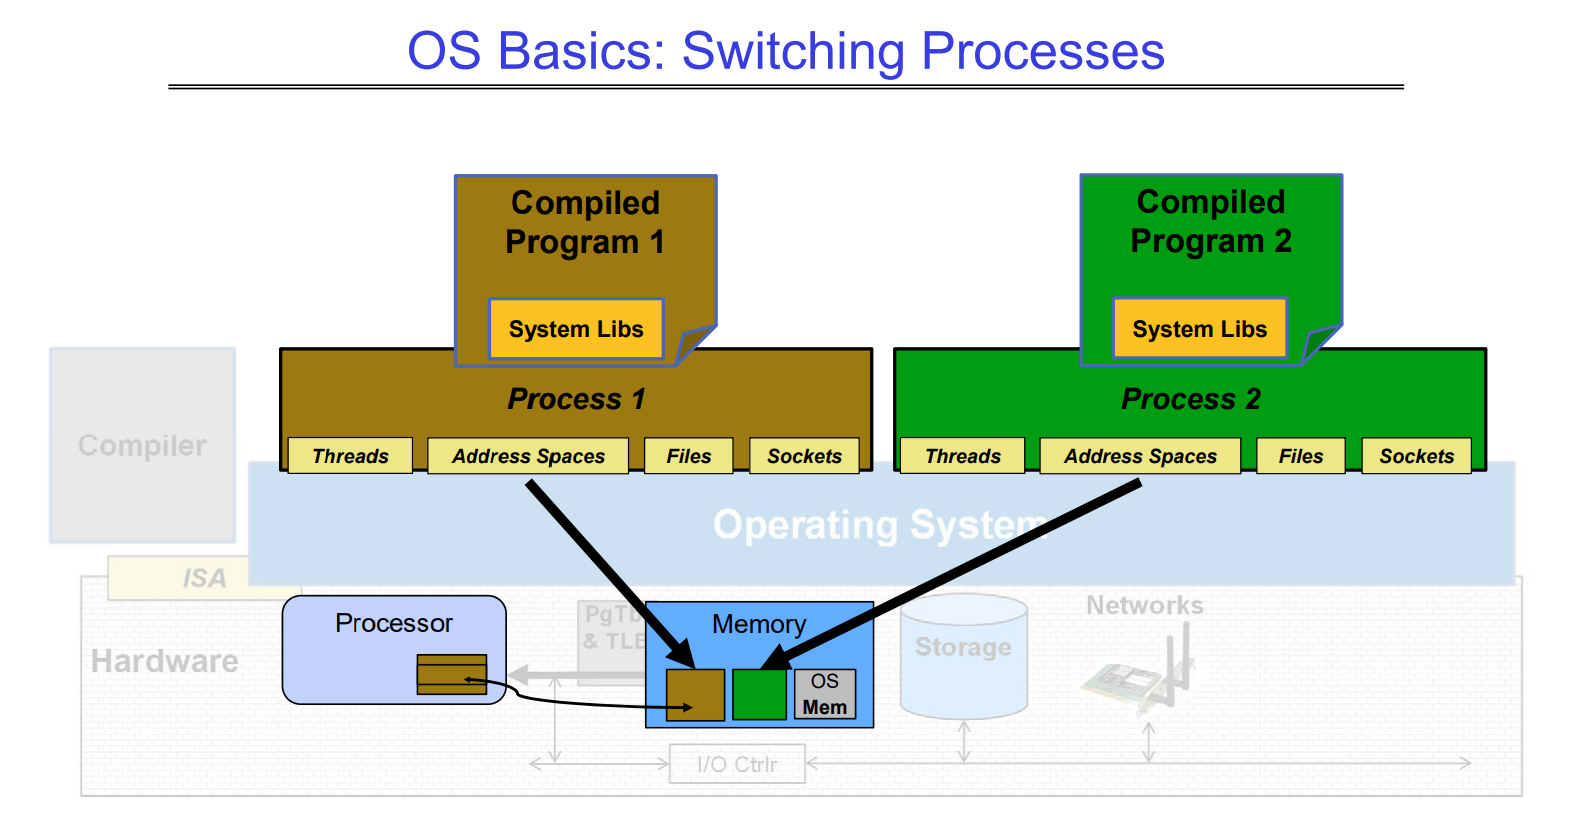 OS Basics: Switching Processes
Compiled
Program 1
System Libs
Compiled
Program 2
System Libs
Process 1
Process 2
Threads
Address Spaces
Files
Sockets
Threads
Address Spaces
Files
Sockets
Compiler
Operating System
ISA
Hardware
Processor
PgTb
& TLB
Memory
OS
Mem
Storage
Networks
I/O Ctrlr